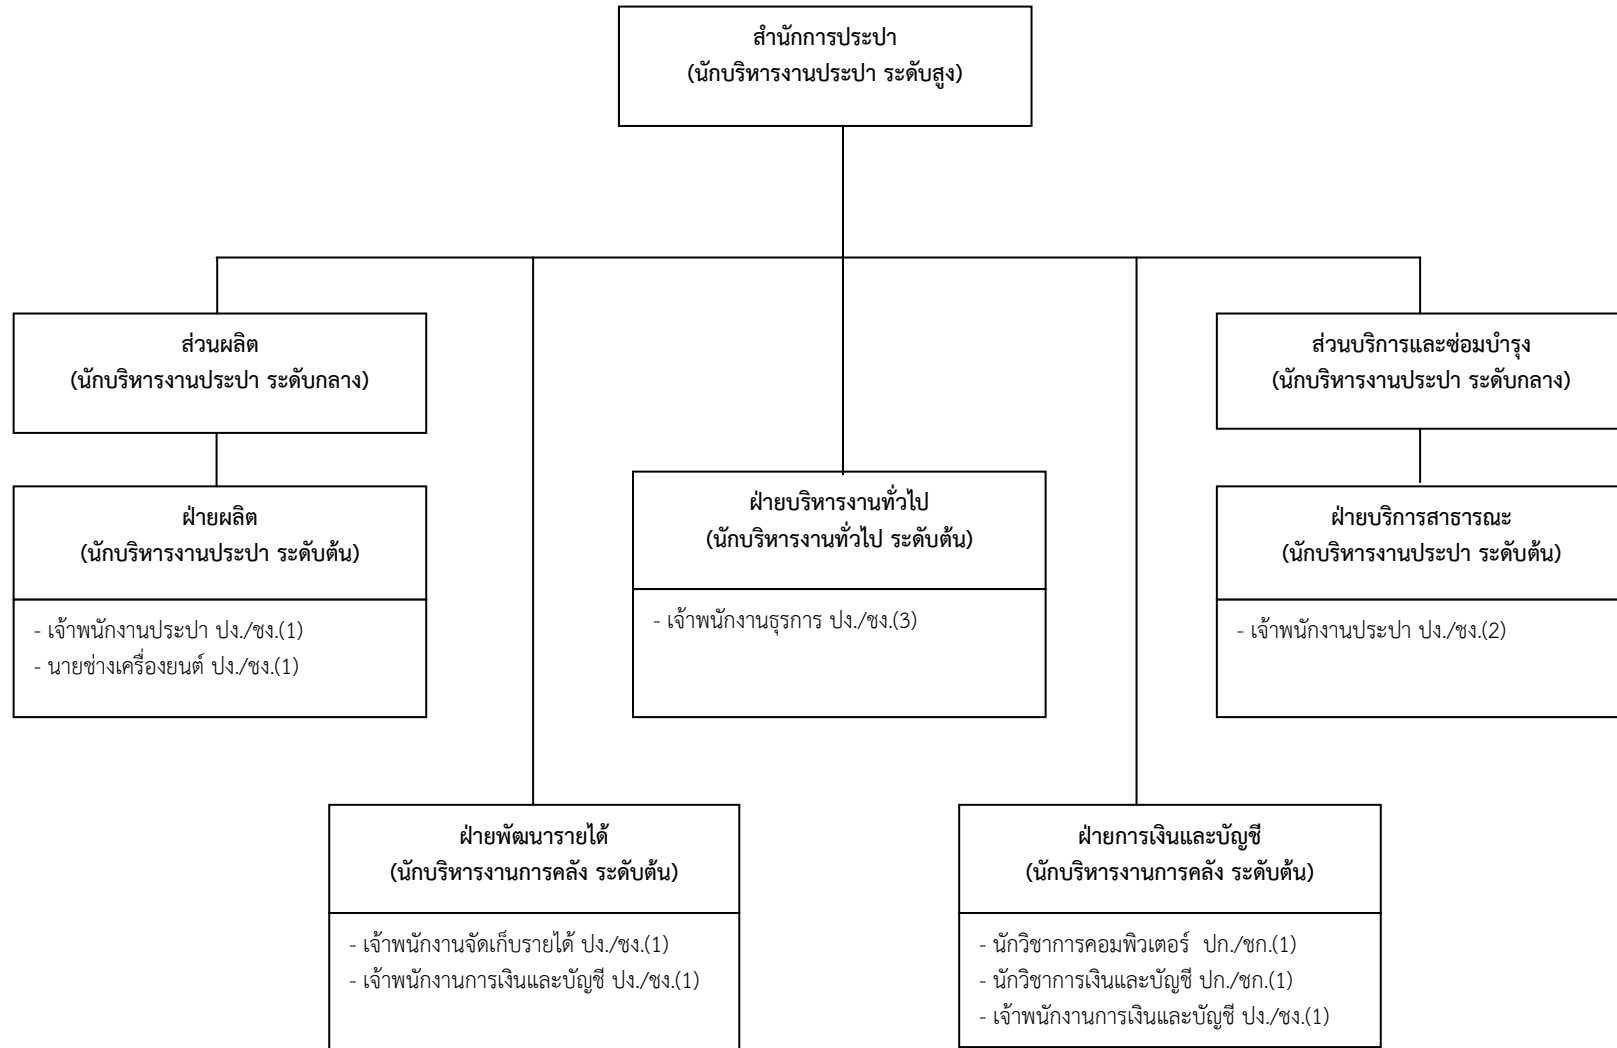 สำนักการประปา
(นักบริหารงานประปา ระดับสูง)
ส่วนผลิต
(นักบริหารงานประปา ระดับกลาง)
ส่วนบริการและซ่อมบำรุง
(นักบริหารงานประปา ระดับกลาง)
ฝ่ายผลิต
(นักบริหารงานประปา ระดับต้น)
- เจ้าพนักงานประปา ปง./ชง.(1)
- นายช่างเครื่องยนต์ ปง./ชง.(1)
ฝ่ายบริหารงานทั่วไป
(นักบริหารงานทั่วไป ระดับต้น)
- เจ้าพนักงานธุรการ ปง./ชง.(3)
ฝ่ายบริการสาธารณะ
(นักบริหารงานประปา ระดับต้น)
- เจ้าพนักงานประปา ปง./ชง.(2)
ฝ่ายพัฒนารายได้
(นักบริหารงานการคลัง ระดับต้น)
- เจ้าพนักงานจัดเก็บรายได้ ปง./ชง.(1)
- เจ้าพนักงานการเงินและบัญชี ปง./ชง.(1)
ฝ่ายการเงินและบัญชี
(นักบริหารงานการคลัง ระดับต้น)
- นักวิชาการคอมพิวเตอร์  ปก./ชก.(1)
- นักวิชาการเงินและบัญชี ปก./ชก.(1)
- เจ้าพนักงานการเงินและบัญชี ปง./ชง.(1)